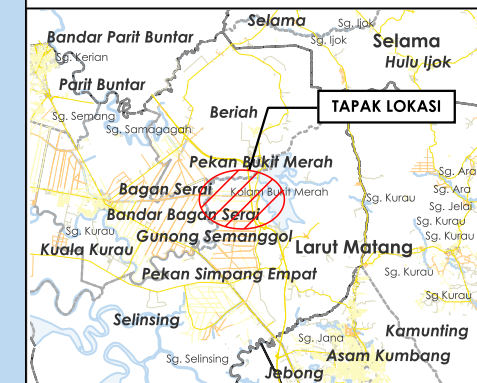 Selama
Sg. Ijok
Sg. Ijok
Bandar Parit Buntar
Selama
Sg. Kerian
Hulu Ijok
Parit Buntar
TAPAK LOKASI
Beriah
Sg. Semang
Sg. Samagagah
Pekan Bukit Merah
Sg. Ara
Bagan Serai
Kolam Bukit Merah
Sg. Ara
Sg. Kurau
Sg. Jelai
Bandar Bagan Serai
Sg. Kurau
Sg. Kurau
Gunong Semanggol
Sg. Kurau
Kuala Kurau
Larut Matang
Pekan Simpang Empat
Sg. Kurau
Sg Kurau
Selinsing
Kamunting
Sg. Jana
Sg. Selinsing
Asam Kumbang
Jebong